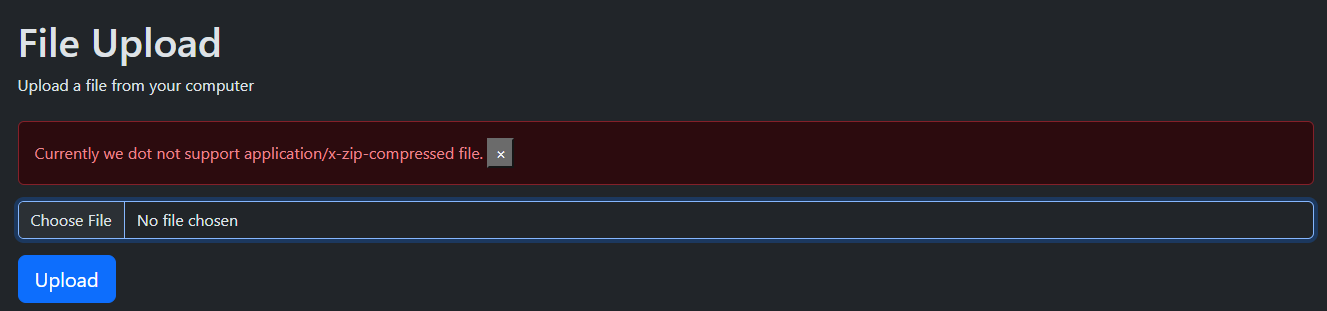 File Upload
Upload a file from your computer
Currently we dot not support application/x-zip-compressed file. ×
Choose File No file chosen
Upload